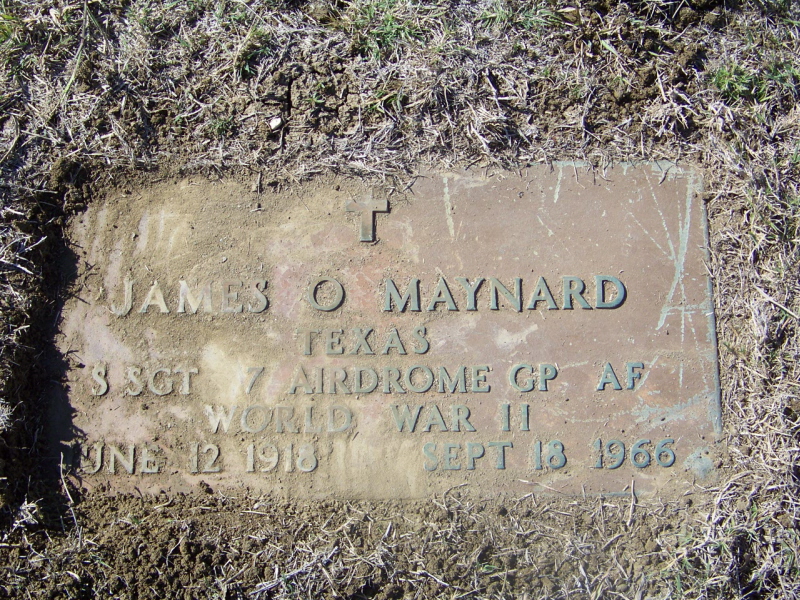 JAMES O MAYNARD
TEXAS
S SGT 7 AIRDROME GP AF
WORLD WAR II
JUNE 12 1918 SEPT 18 1966